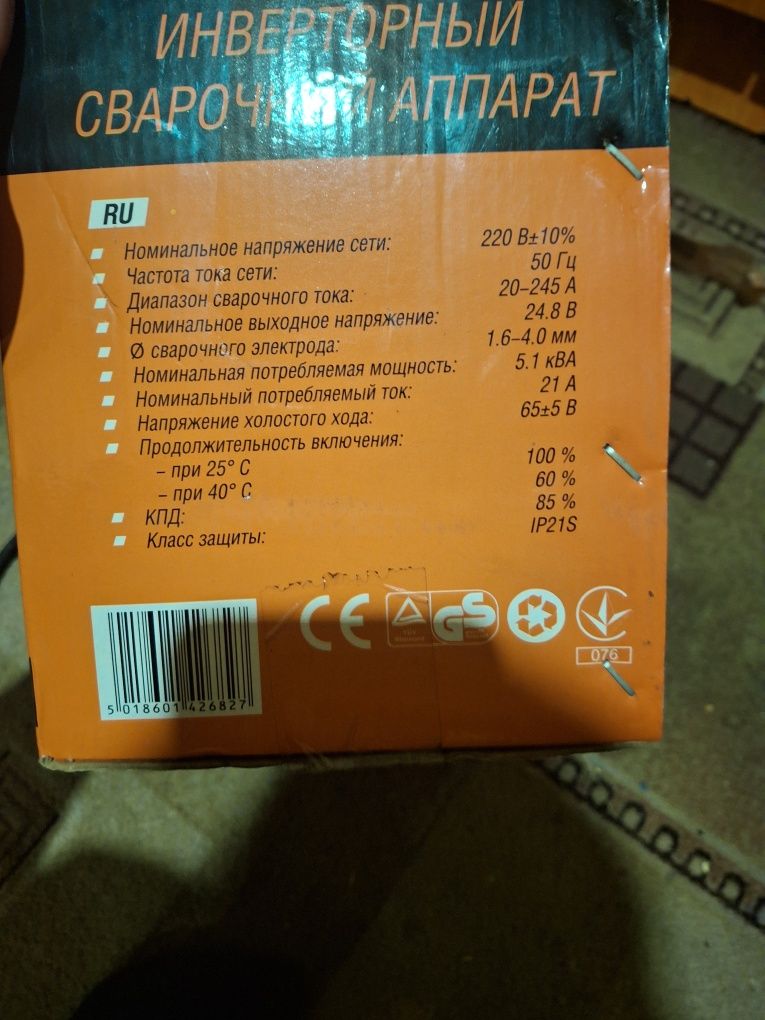 ИНВЕРТОРНЫЙ
СВАРОЧНЫЙ АППАРАТ
RU
Номинальное напряжение сети: 220 В±10%
Частота тока сети: 50 Гц
Диапазон сварочного тока: 20–245 А
Номинальное выходное напряжение: 24.8 В
Ø сварочного электрода: 1.6–4.0 мм
Номинальная потребляемая мощность: 5.1 кВА
Номинальный потребляемый ток: 21 А
Напряжение холостого хода: 65±5 В
Продолжительность включения:
– при 25° С 100 %
– при 40° С 60 %
КПД: 85 %
Класс защиты: IP21S
CE TÜV GS
076
5 018601 426827